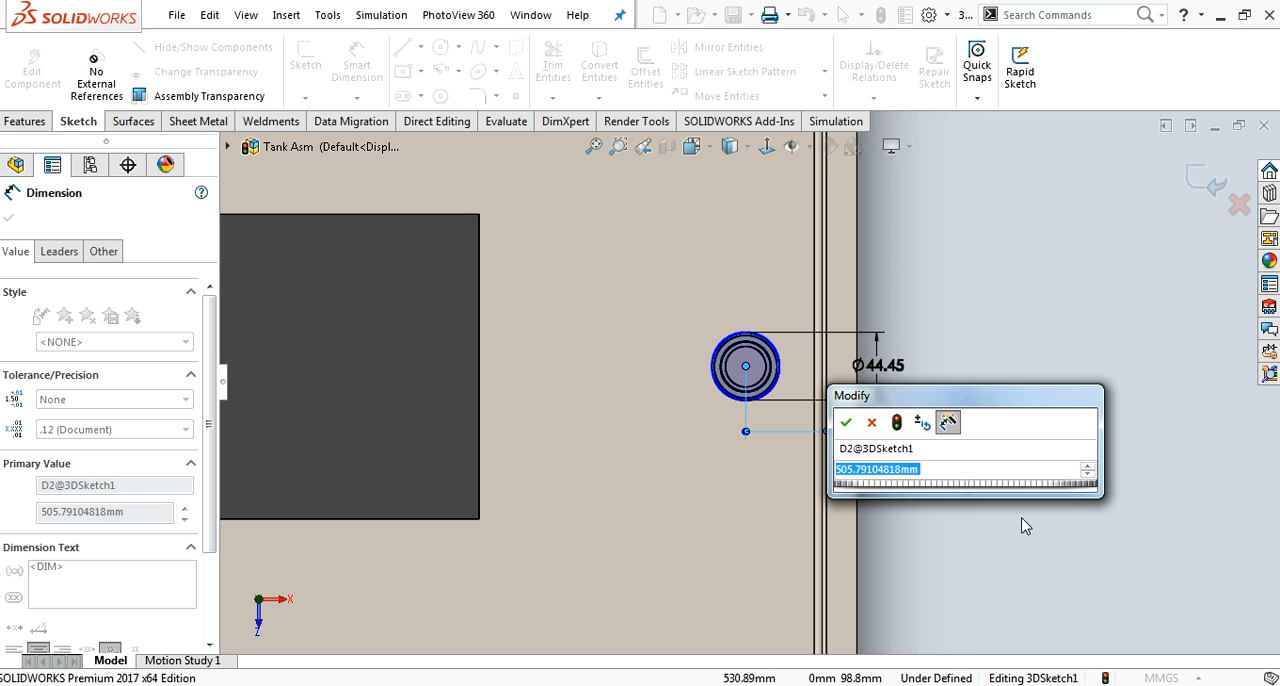 SOLIDWORKS File Edit View Insert Tools Simulation PhotoView 360 Window Help 3... Search Commands ?
Edit Component
No External References
Hide/Show Components
Change Transparency
Assembly Transparency
Sketch
Smart Dimension
Trim Entities
Convert Entities
Offset Entities
Mirror Entities
Linear Sketch Pattern
Move Entities
Display/Delete Relations
Repair Sketch
Quick Snaps
Rapid Sketch
Features Sketch Surfaces Sheet Metal Weldments Data Migration Direct Editing Evaluate DimXpert Render Tools SOLIDWORKS Add-Ins Simulation
Tank Asm (Default<Displ...
Dimension
Value Leaders Other
Style
<NONE>
Tolerance/Precision
None
.12 (Document)
Primary Value
D2@3DSketch1
505.79104818mm
Dimension Text
<DIM>
Ø44.45
Modify
D2@3DSketch1
505.79104818mm
X
Z
Model Motion Study 1
SOLIDWORKS Premium 2017 x64 Edition 530.89mm 0mm 98.8mm Under Defined Editing 3DSketch1 MMGS